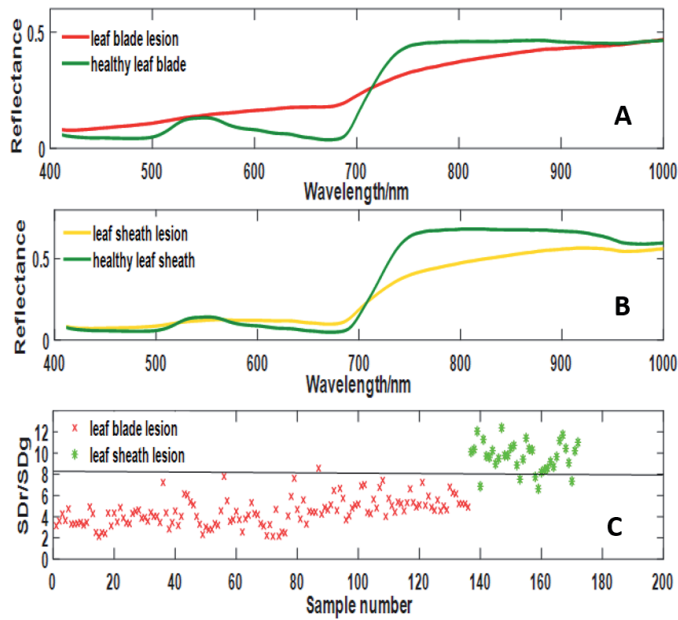 0.5
leaf blade lesion
healthy leaf blade
Reflectance
A
0
400 500 600 700 800 900 1000
Wavelength/nm
leaf sheath lesion
0.5
healthy leaf sheath
Reflectance
B
0
400 500 600 700 800 900 1000
Wavelength/nm
12
leaf blade lesion
10
leaf sheath lesion
8
6
SDr/SDg
4
2
C
0
0 20 40 60 80 100 120 140 160 180 200
Sample number